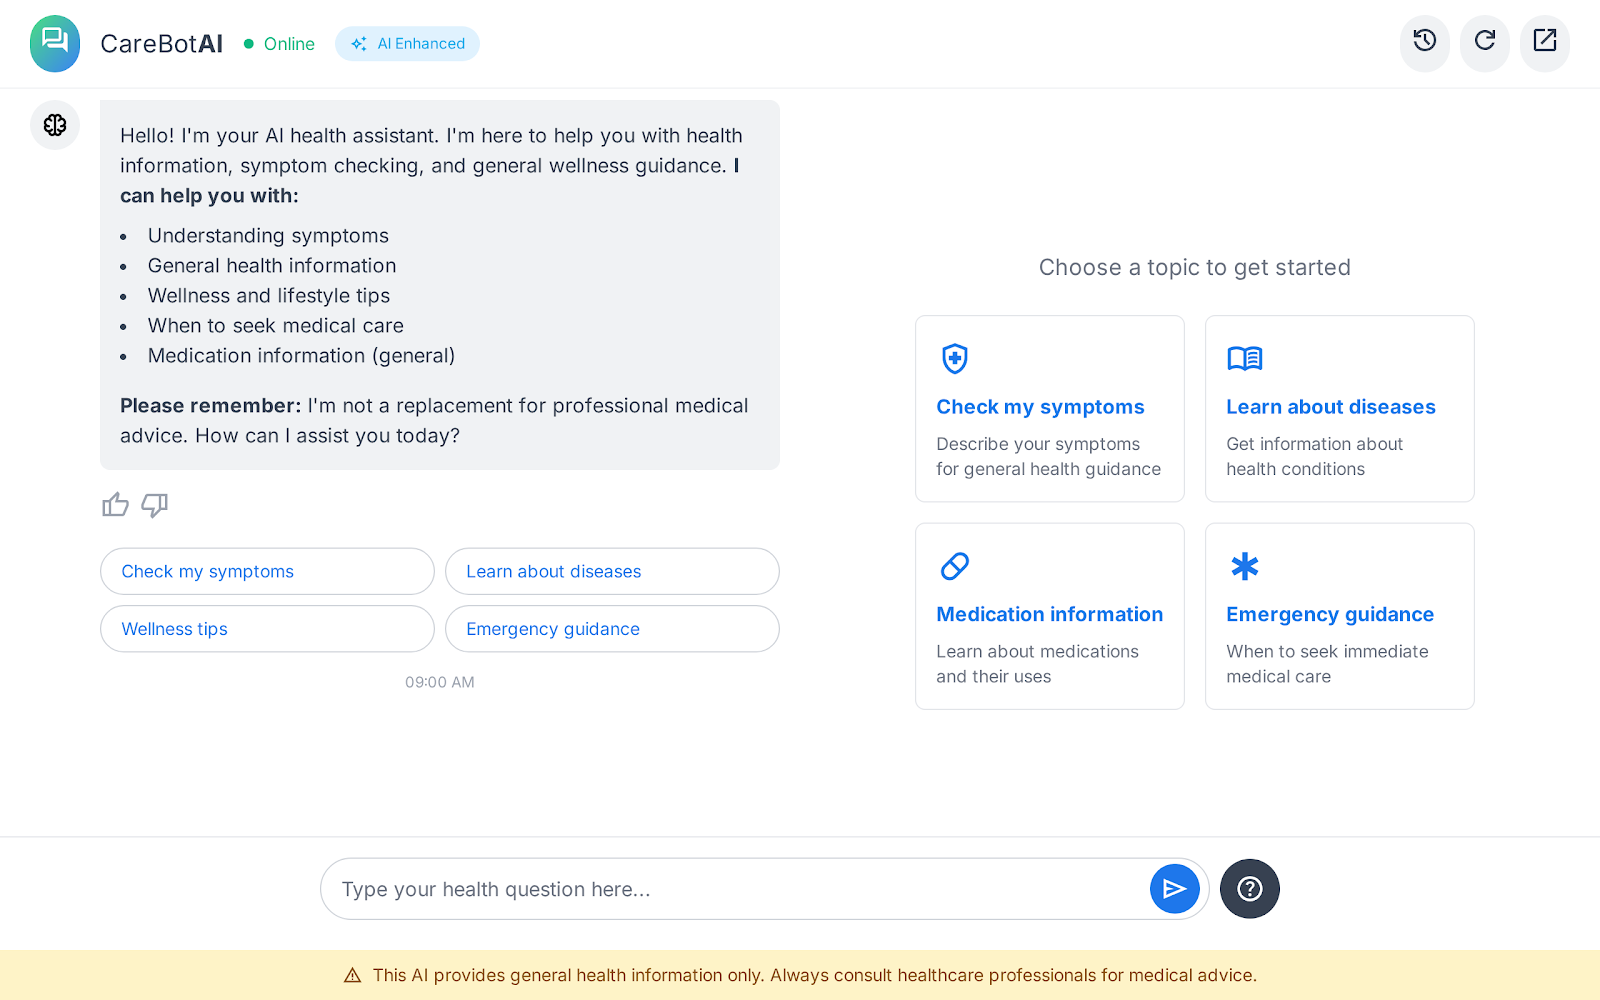 CareBotAI
Online
AI Enhanced
Hello! I'm your AI health assistant. I'm here to help you with health
information, symptom checking, and general wellness guidance. I
can help you with:
• Understanding symptoms
• General health information
• Wellness and lifestyle tips
• When to seek medical care
• Medication information (general)
Please remember: I'm not a replacement for professional medical
advice. How can I assist you today?
Check my symptoms
Learn about diseases
Wellness tips
Emergency guidance
09:00 AM
Choose a topic to get started
Check my symptoms
Describe your symptoms
for general health guidance
Learn about diseases
Get information about
health conditions
Medication information
Learn about medications
and their uses
Emergency guidance
When to seek immediate
medical care
Type your health question here...
This AI provides general health information only. Always consult healthcare professionals for medical advice.